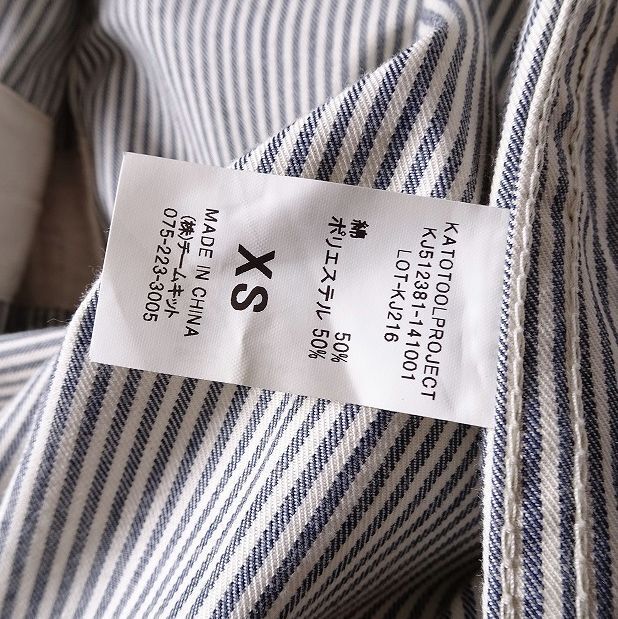 KATOTOOLPROJECT
KJ512381-141001
LOT-KJ216
綿 50%
ポリエステル 50%
XS
MADE IN CHINA
(株)チームキット
075-223-3005